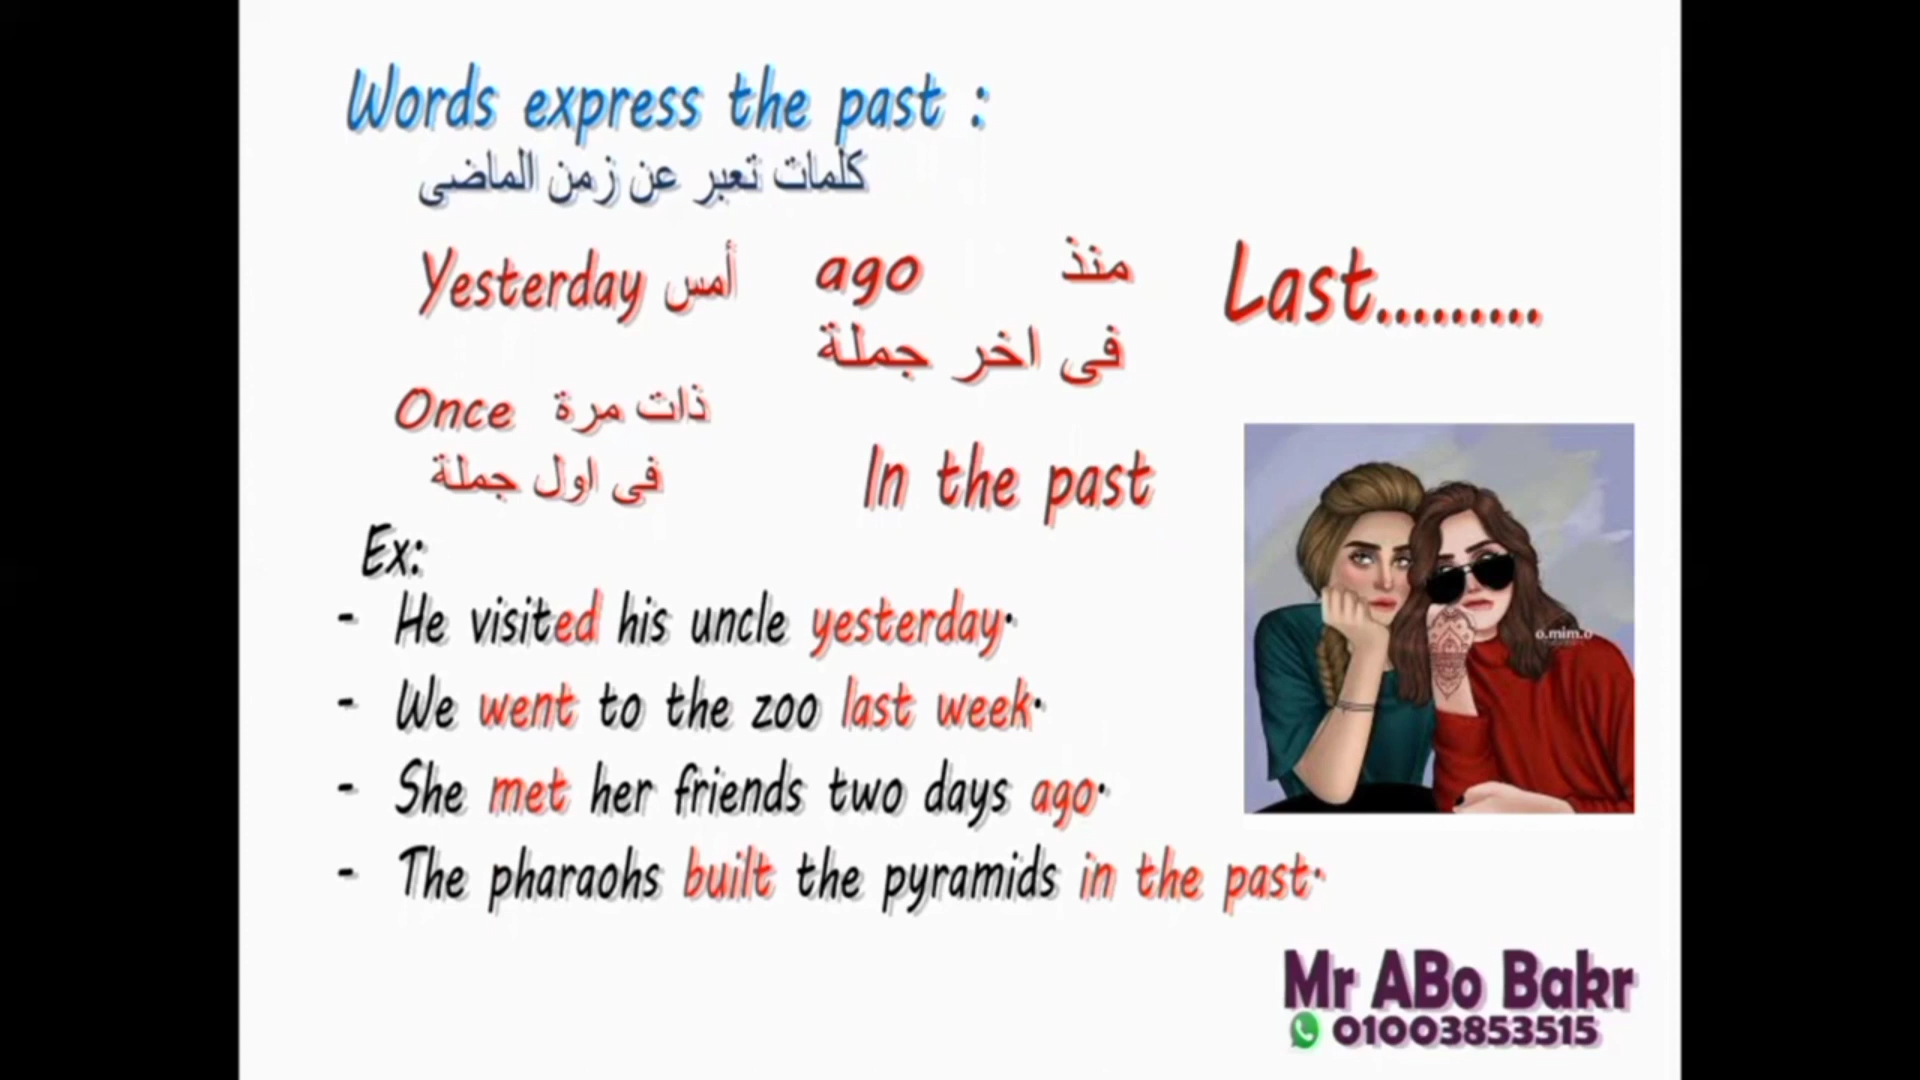 Words express the past :
كلمات تعبر عن زمن الماضى
Yesterday أمس ago منذ Last.........
فى اخر جملة
Once ذات مرة
فى اول جملة
In the past
Ex:
- He visited his uncle yesterday.
- We went to the zoo last week.
- She met her friends two days ago.
- The pharaohs built the pyramids in the past.
o.mim.o
Mr ABo Bakr
01003853515